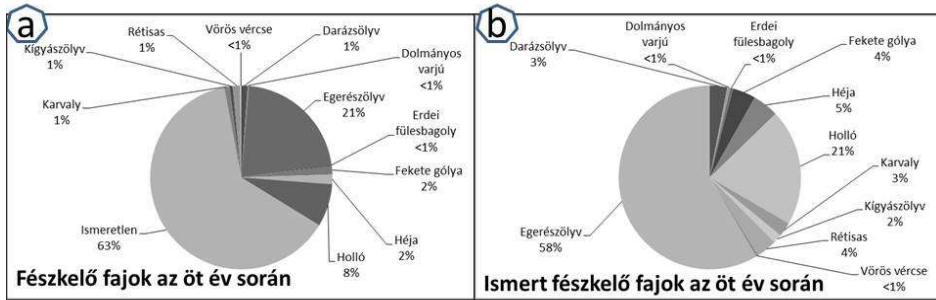 a
Rétisas
1%
Vörös vércse
<1%
Darázsölyv
1%
Kígyászölyv
1%
Dolmányos
varjú
<1%
Karvaly
1%
Egerészölyv
21%
Erdei
fülesbagoly
<1%
Fekete gólya
2%
Ismeretlen
63%
Héja
2%
Holló
8%
Fészkelő fajok az öt év során
b
Darázsölyv
3%
Dolmányos
varjú
<1%
Erdei
fülesbagoly
<1%
Fekete gólya
4%
Héja
5%
Holló
21%
Karvaly
3%
Kígyászölyv
2%
Egerészölyv
58%
Rétisas
4%
Vörös vércse
<1%
Ismert fészkelő fajok az öt év során